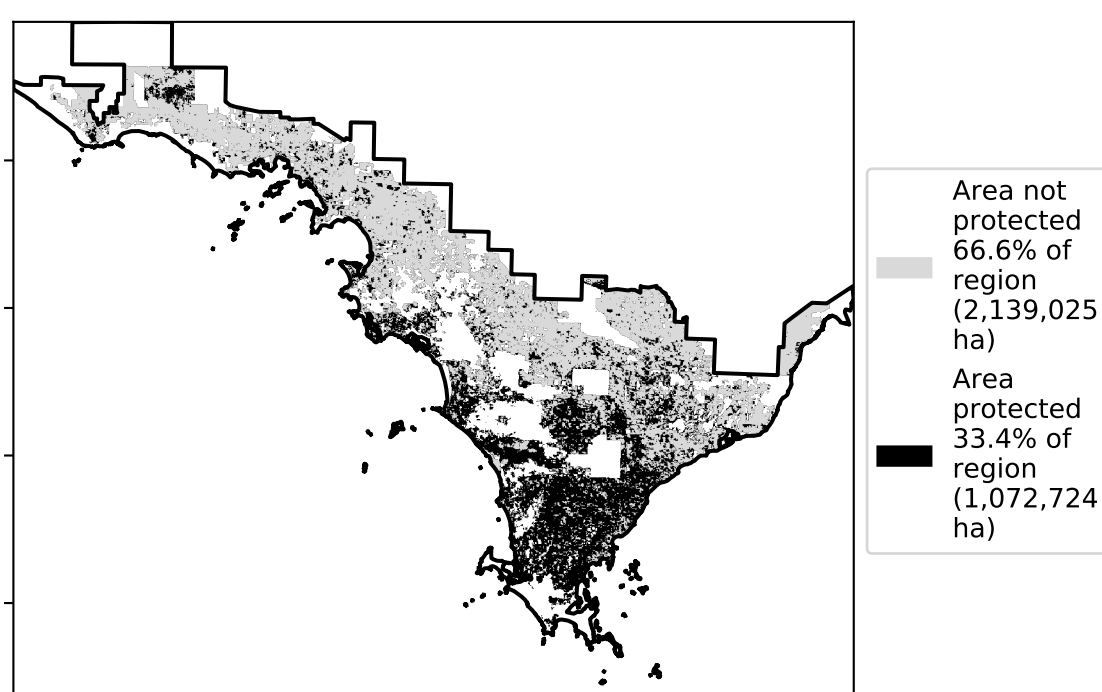 Area not
protected
66.6% of
region
(2,139,025
ha)
Area
protected
33.4% of
region
(1,072,724
ha)